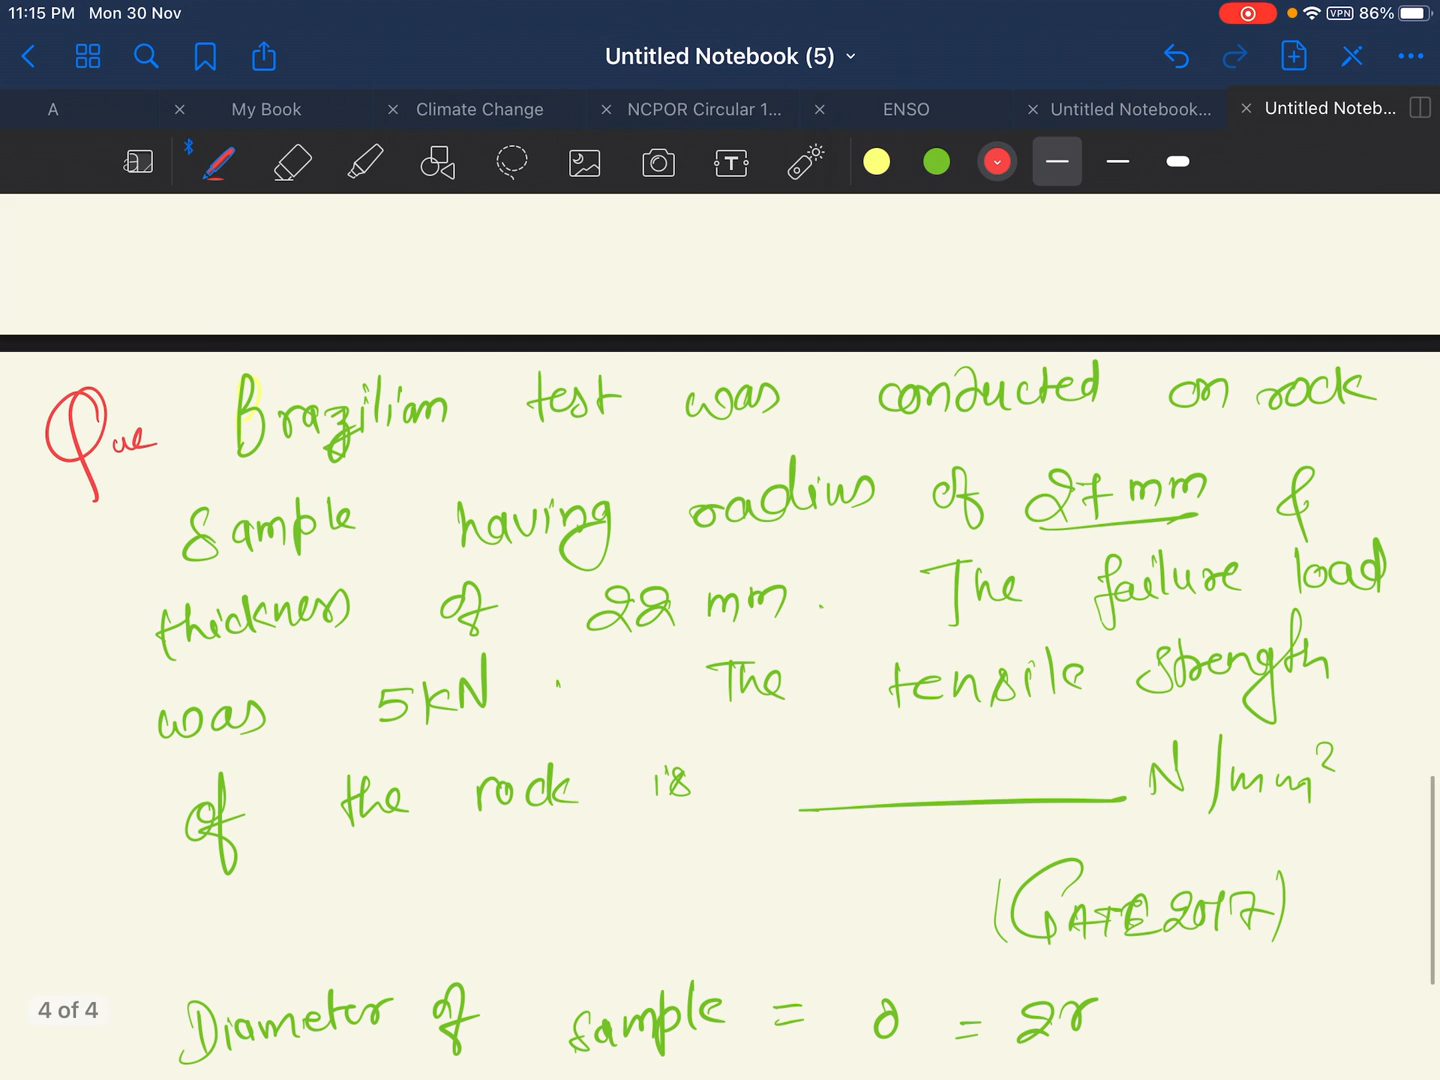 11:15 PM Mon 30 Nov VPN 86%
Untitled Notebook (5)
A My Book Climate Change NCPOR Circular 1... ENSO Untitled Notebook... Untitled Noteb...
T
Que Brazilian test was conducted on rock
Sample having radius of 27 mm &
thickness of 22 mm. The failure load
was 5kN. The tensile strength
of the rock is ________ N/mm²
(GATE 2017)
4 of 4
Diameter of sample = D = 2r